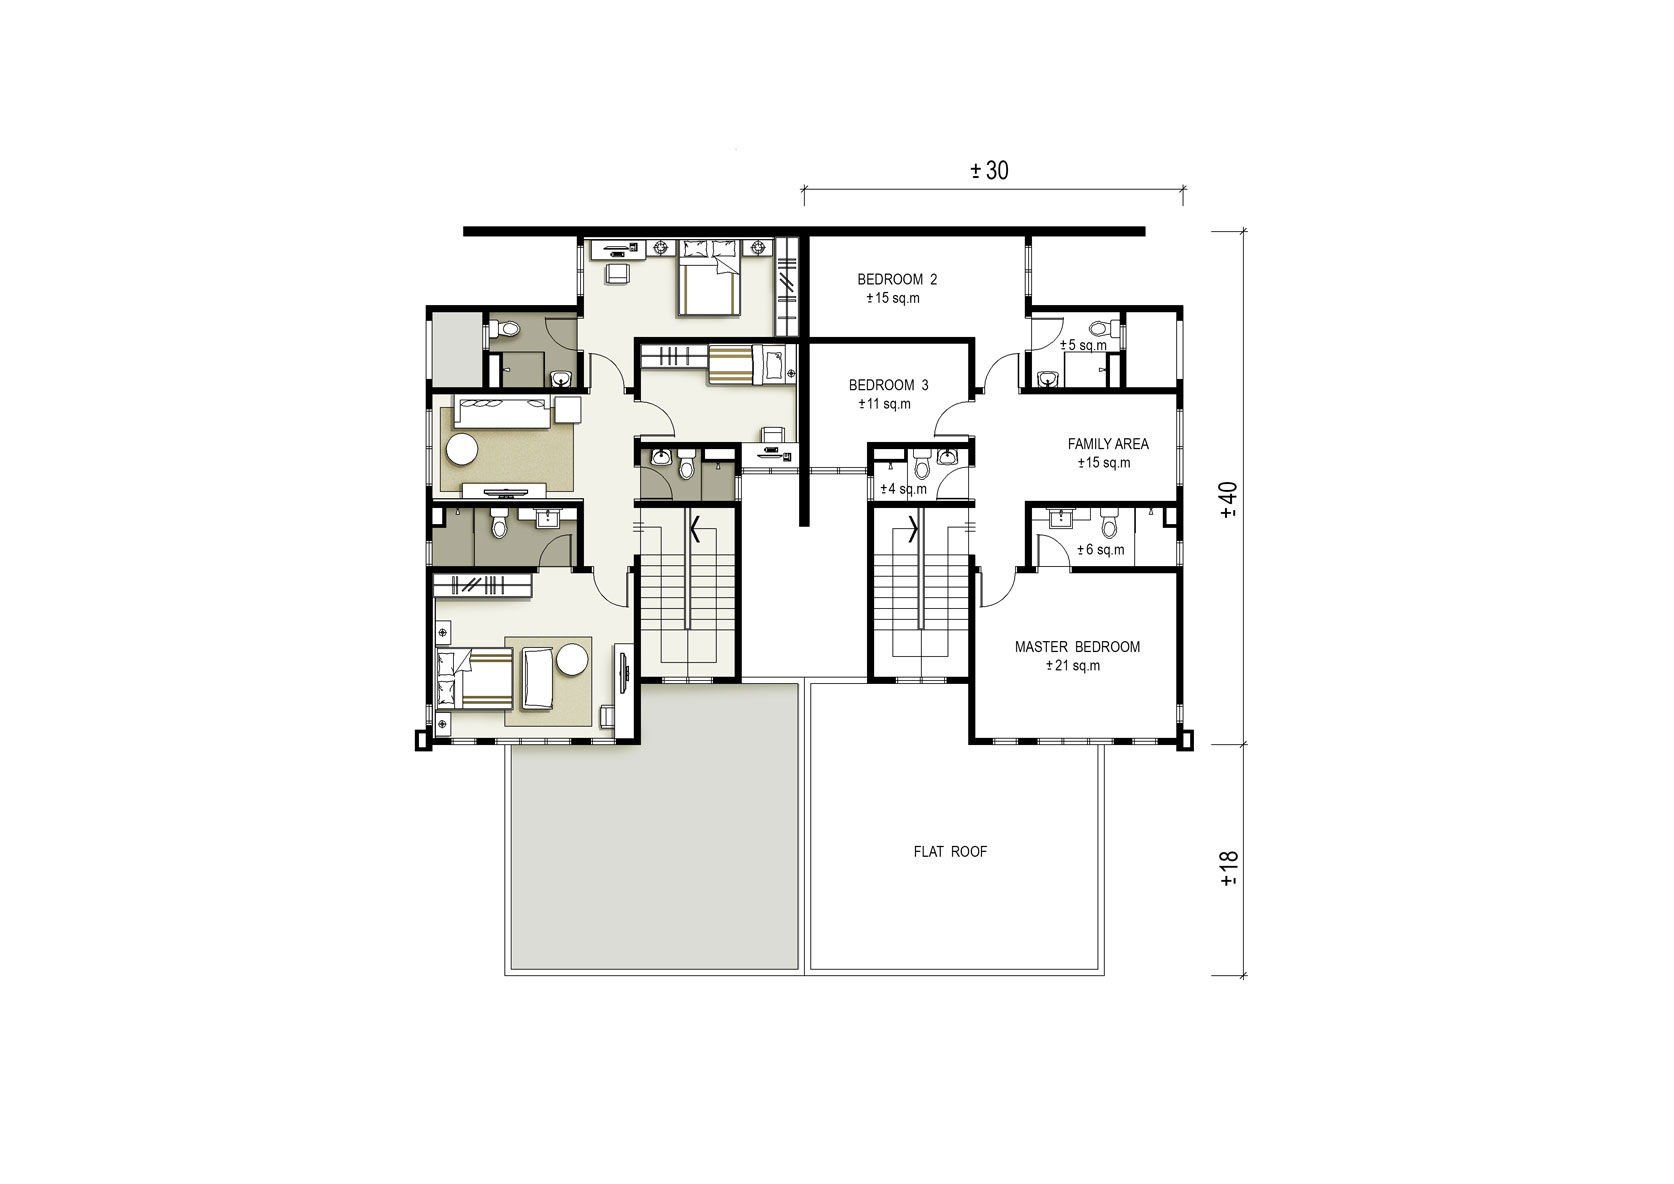 ± 30
BEDROOM 2
±15 sq.m
±5 sq.m
BEDROOM 3
±11 sq.m
FAMILY AREA
±15 sq.m
±4 sq.m
±40
±6 sq.m
MASTER BEDROOM
±21 sq.m
FLAT ROOF
±18